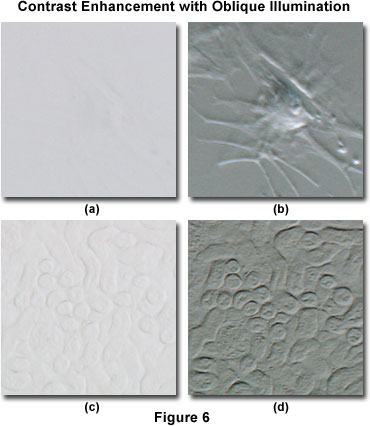 Contrast Enhancement with Oblique Illumination
(a) (b)
(c) (d)
Figure 6